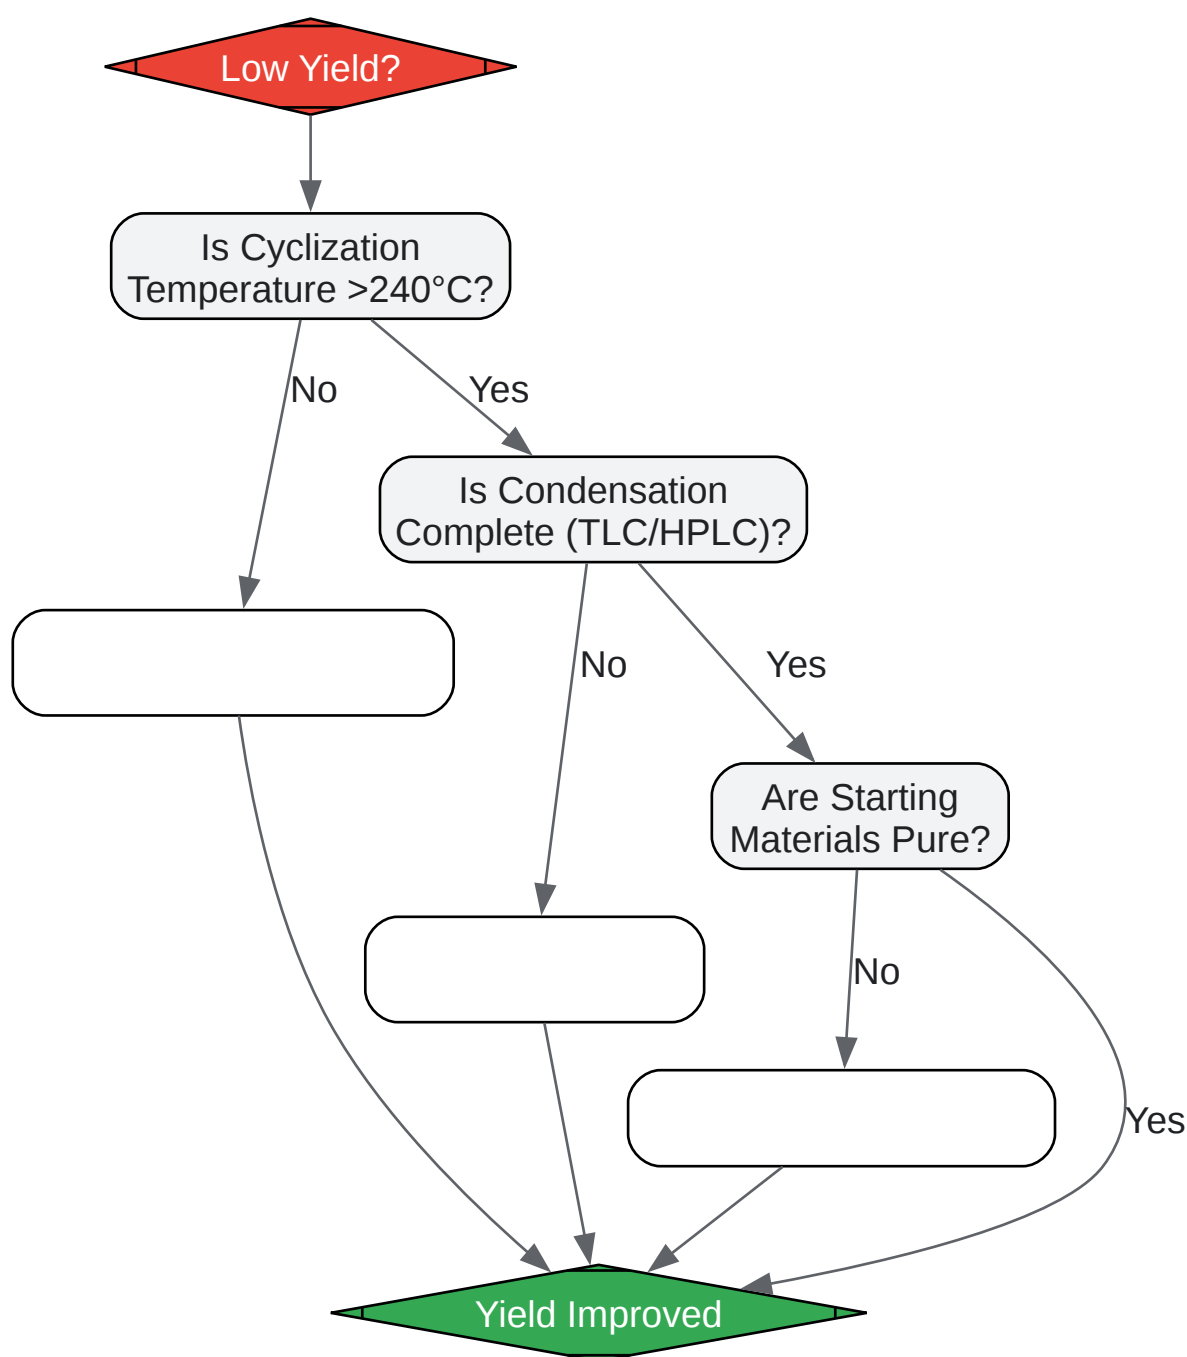 Low Yield?
Is Cyclization
Temperature >240°C?
No
Yes
Is Condensation
Complete (TLC/HPLC)?
No
Yes
Are Starting
Materials Pure?
No
Yes
Yield Improved